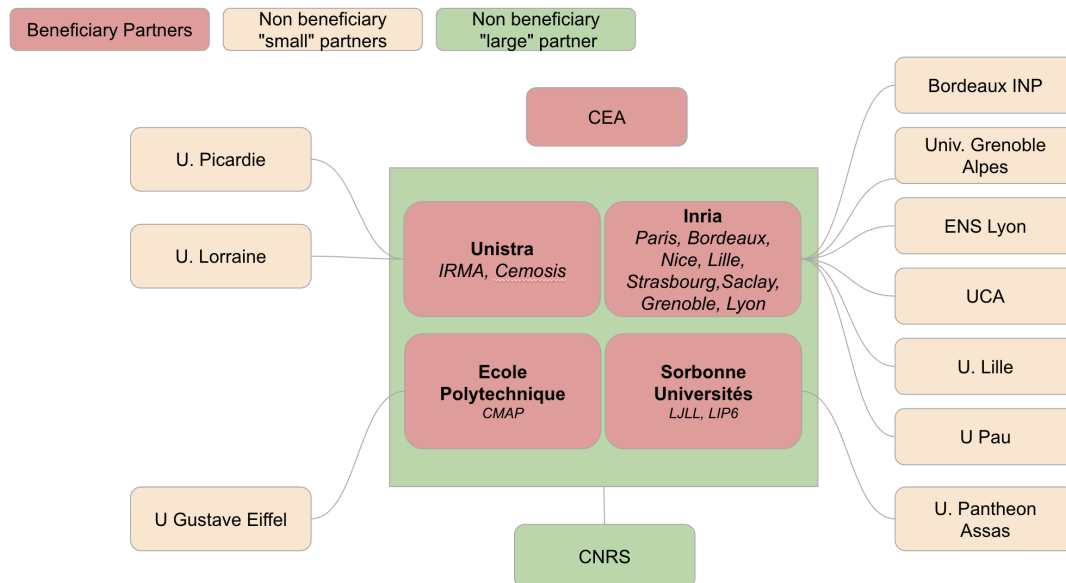 Beneficiary Partners
Non beneficiary
"small" partners
Non beneficiary
"large" partner
CEA
Bordeaux INP
U. Picardie
Univ. Grenoble
Alpes
U. Lorraine
Unistra
IRMA, Cemosis
Inria
Paris, Bordeaux,
Nice, Lille,
Strasbourg,Saclay,
Grenoble, Lyon
ENS Lyon
UCA
Ecole
Polytechnique
CMAP
Sorbonne
Universités
LJLL, LIP6
U. Lille
U Pau
U Gustave Eiffel
U. Pantheon
Assas
CNRS